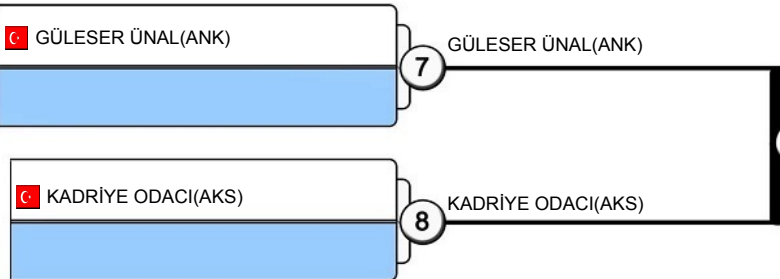 GÜLESER ÜNAL(ANK)
7
GÜLESER ÜNAL(ANK)
KADRİYE ODACI(AKS)
8
KADRİYE ODACI(AKS)